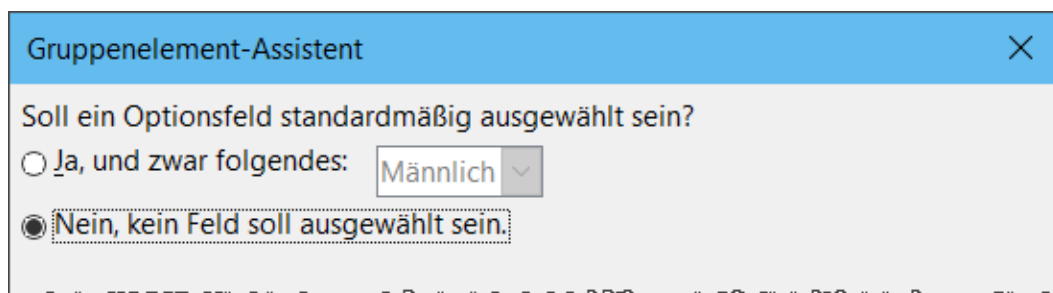 Gruppenelement-Assistent
Soll ein Optionsfeld standardmäßig ausgewählt sein?
Ja, und zwar folgendes: Männlich
Nein, kein Feld soll ausgewählt sein.